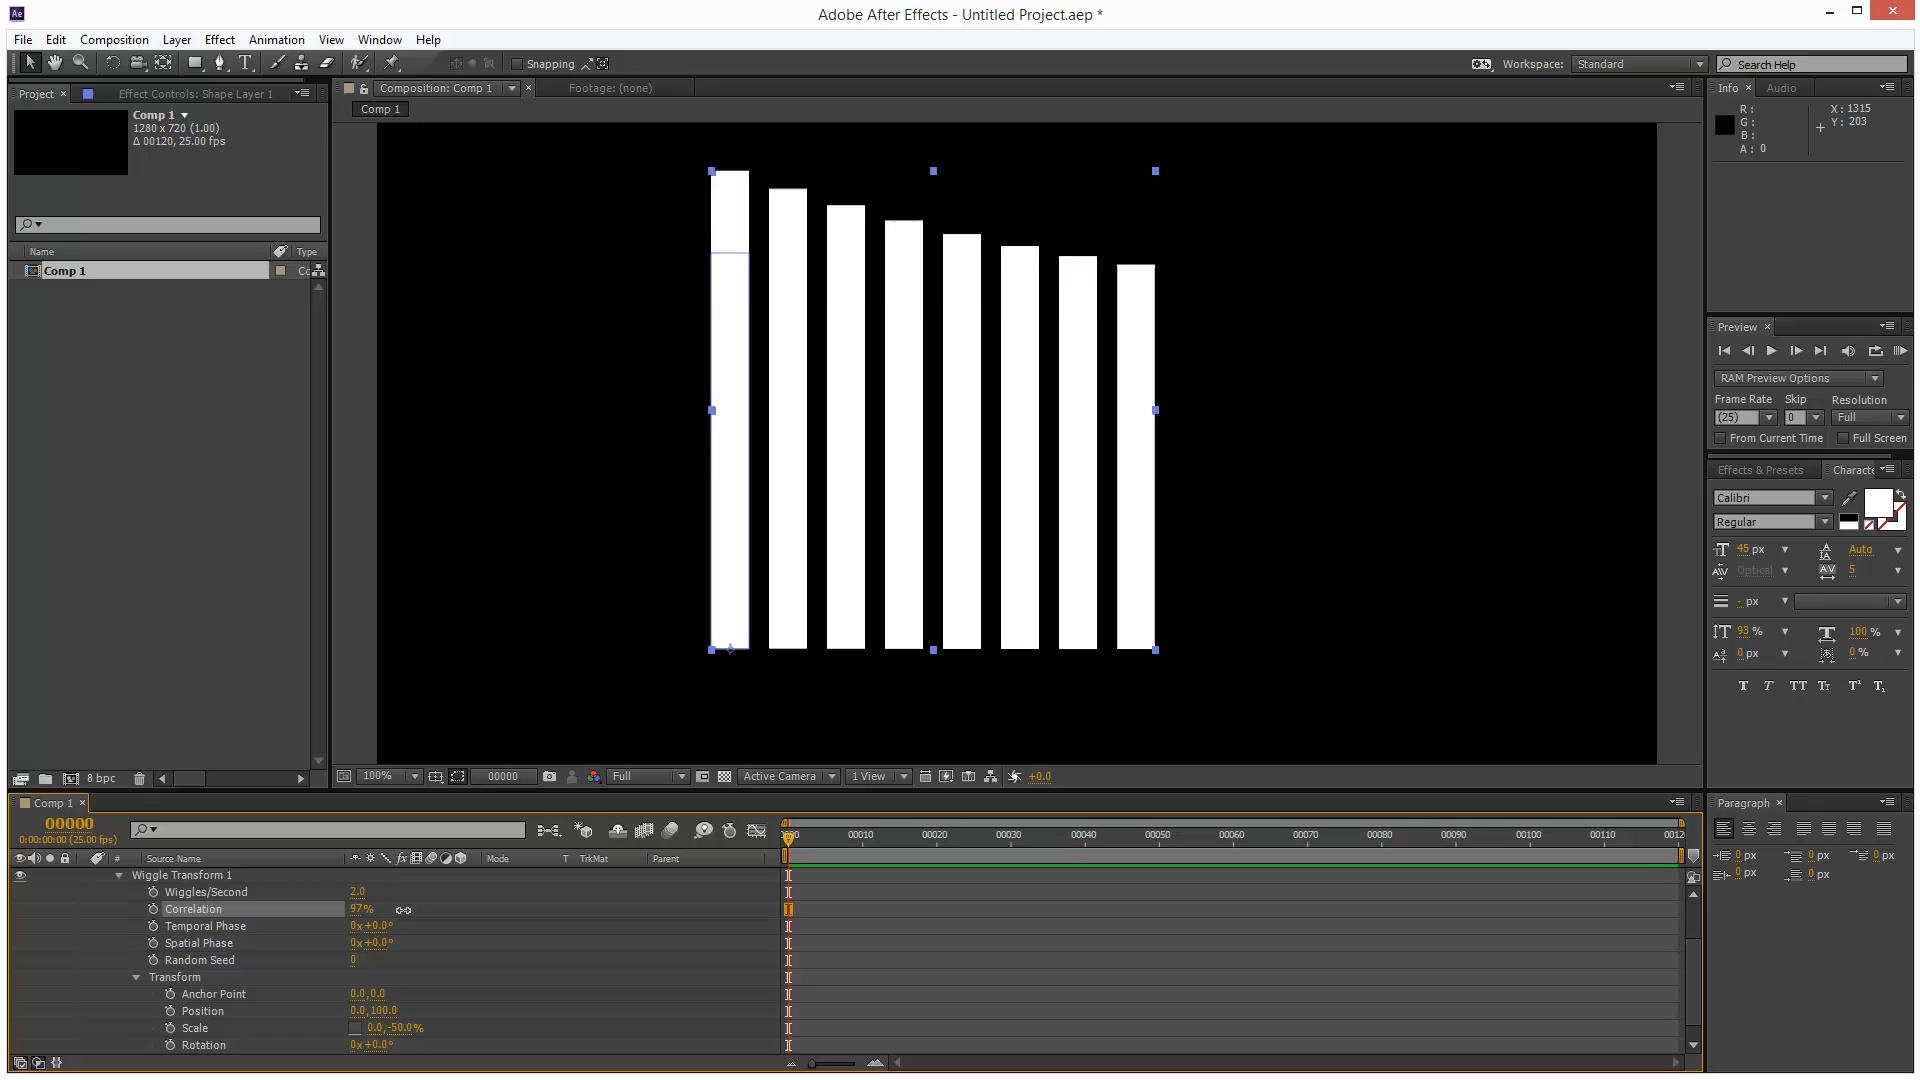 Ae
Adobe After Effects - Untitled Project.aep *
File Edit Composition Layer Effect Animation View Window Help
Snapping
Workspace: Standard
Search Help
Project
Effect Controls: Shape Layer 1
Composition: Comp 1
Footage: (none)
Info
Audio
Comp 1
Comp 1
1280 x 720 (1.00)
Δ 00120, 25.00 fps
R :
G :
B :
A : 0
X : 1315
Y : 203
Name
Type
Comp 1
Preview
RAM Preview Options
Frame Rate Skip Resolution
(25) 0 Full
From Current Time Full Screen
Effects & Presets
Calibri
Regular
45 px
Auto
Optical
5
- px
93 %
100 %
0 px
0 %
T T TT Tт T¹ T₁
8 bpc
100%
00000
Full
Active Camera
1 View
+0.0
Comp 1
Paragraph
00000
0:00:00:00 (25.00 fps)
00010 00020 00030 00040 00050 00060 00070 00080 00090 00100 00110
# Source Name fx Mode T TrkMat Parent
0 px 0 px 0 px
0 px 0 px
Wiggle Transform 1
Wiggles/Second 2.0
Correlation 97%
Temporal Phase 0x+0.0°
Spatial Phase 0x+0.0°
Random Seed 0
Transform
Anchor Point 0.0,0.0
Position 0.0,100.0
Scale 0.0,-50.0%
Rotation 0x+0.0°